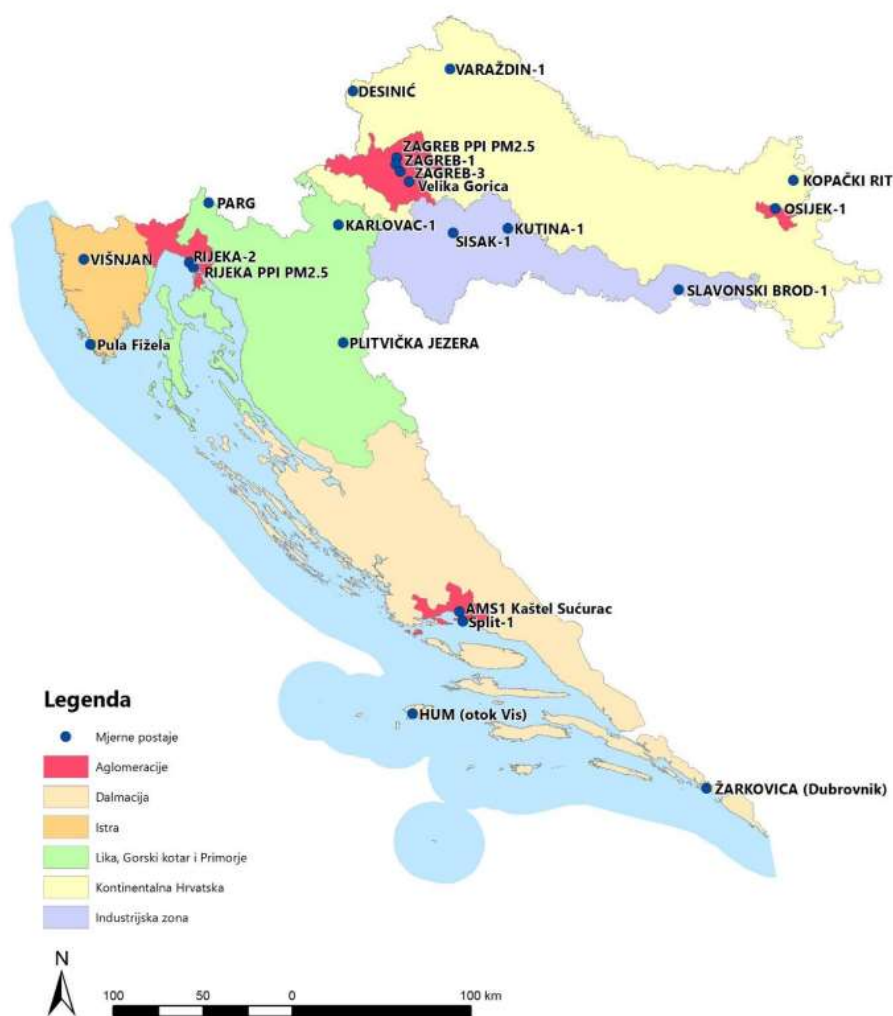 VARAŽDIN-1
DESINIĆ
ZAGREB PPI PM2.5
ZAGREB-1
ZAGREB-3
Velika Gorica
KOPAČKI RIT
OSIJEK-1
PARG
KARLOVAC-1
KUTINA-1
SISAK-1
VIŠNJAN
RIJEKA-2
RIJEKA PPI PM2.5
SLAVONSKI BROD-1
Pula Fižela
PLITVIČKA JEZERA
AMS1 Kaštel Sućurac
Split-1
HUM (otok Vis)
ŽARKOVICA (Dubrovnik)
Legenda
Mjerne postaje
Aglomeracije
Dalmacija
Istra
Lika, Gorski kotar i Primorje
Kontinentalna Hrvatska
Industrijska zona
N
100 50 0 100 km